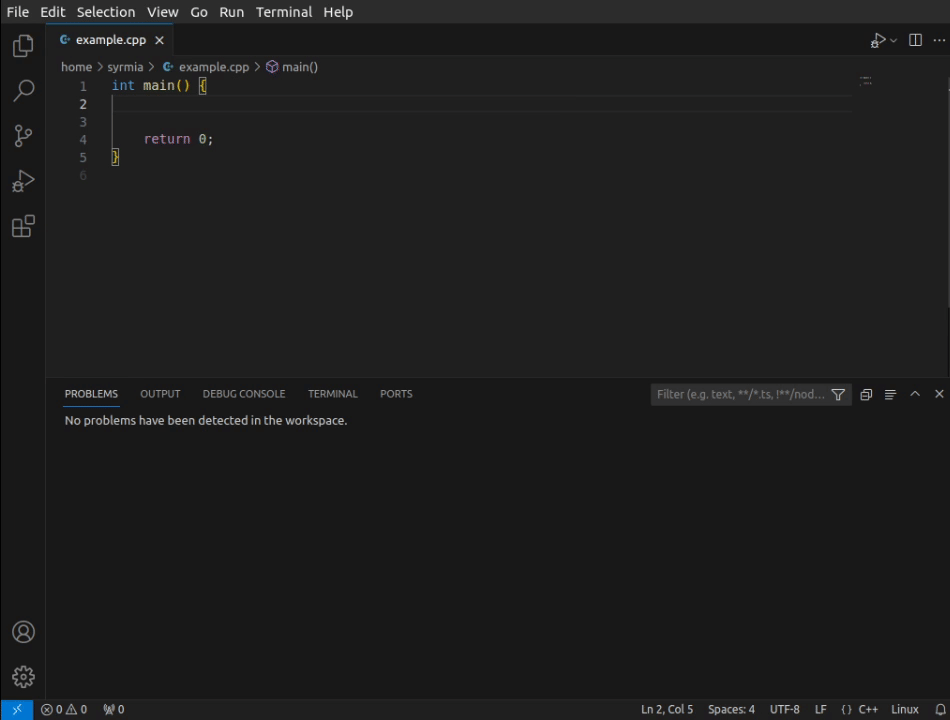 File Edit Selection View Go Run Terminal Help
example.cpp
home > syrmia > example.cpp > main()
1 int main() {
2
3
4 return 0;
5 }
6
PROBLEMS OUTPUT DEBUG CONSOLE TERMINAL PORTS Filter (e.g. text, **/*.ts, !**/nod...
No problems have been detected in the workspace.
0 0 0 Ln 2, Col 5 Spaces: 4 UTF-8 LF {} C++ Linux